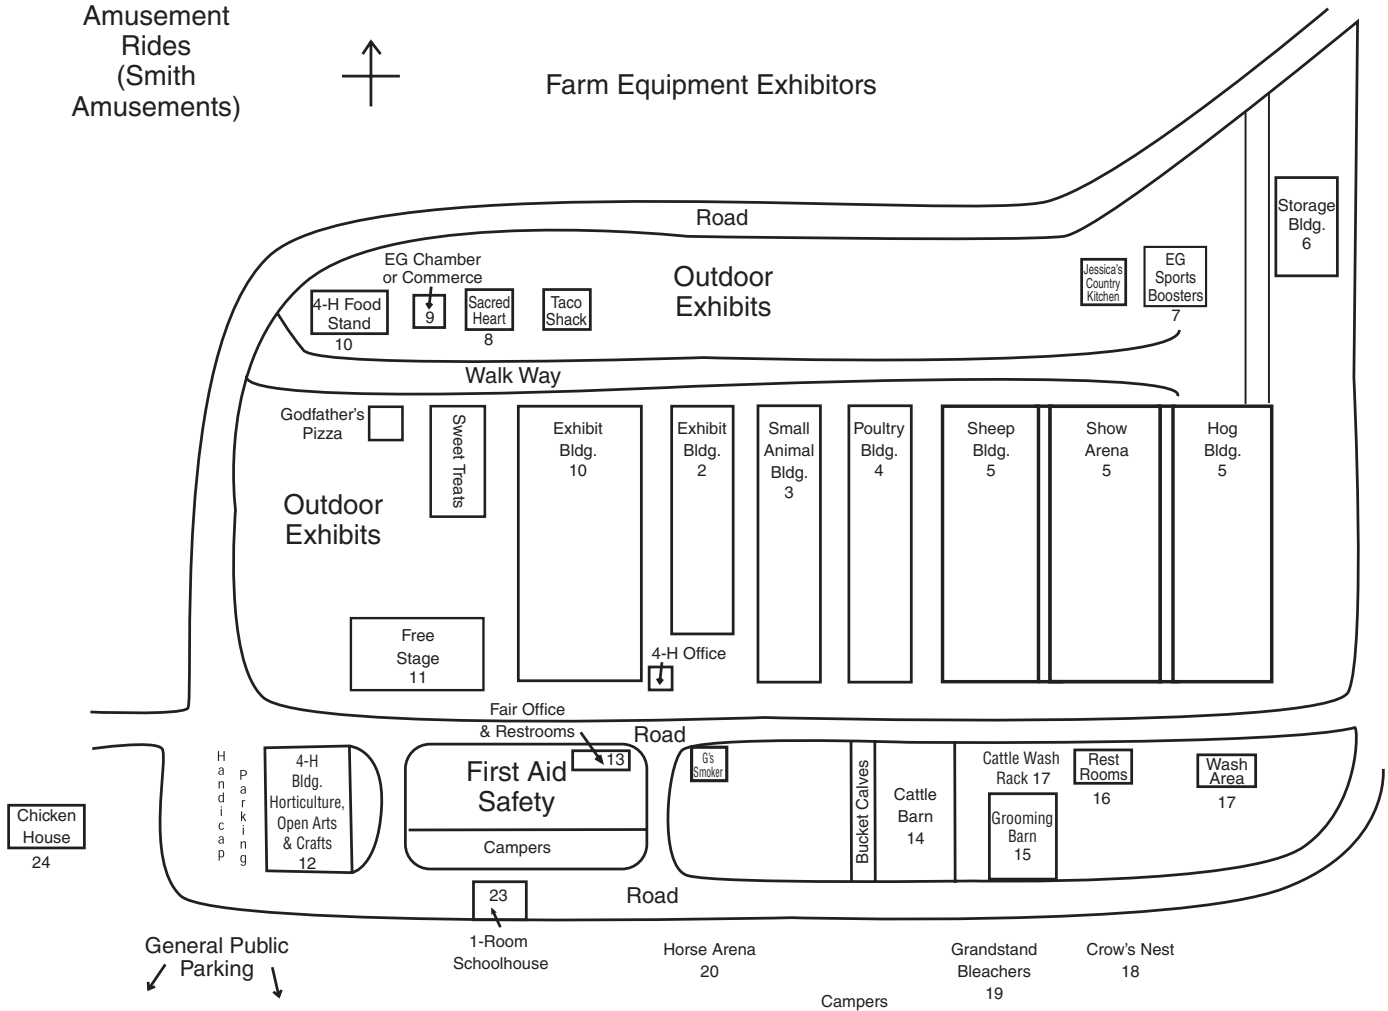 Amusement
Rides
(Smith
Amusements)
Farm Equipment Exhibitors
Road
Storage
Bldg.
6
EG Chamber
or Commerce
9
4-H Food
Stand
10
Sacred
Heart
8
Taco
Shack
Outdoor
Exhibits
Jessica's
Country
Kitchen
EG
Sports
Boosters
7
Walk Way
Godfather's
Pizza
Sweet Treats
Exhibit
Bldg.
10
Exhibit
Bldg.
2
Small
Animal
Bldg.
3
Poultry
Bldg.
4
Sheep
Bldg.
5
Show
Arena
5
Hog
Bldg.
5
Outdoor
Exhibits
Free
Stage
11
4-H Office
Fair Office
& Restrooms
13
Road
Handicap
Parking
4-H
Bldg.
Horticulture,
Open Arts
& Crafts
12
First Aid
Safety
Campers
G's
Smoker
Bucket Calves
Cattle
Barn
14
Cattle Wash
Rack 17
Grooming
Barn
15
Rest
Rooms
16
Wash
Area
17
Chicken
House
24
23
1-Room
Schoolhouse
Road
General Public
Parking
Horse Arena
20
Campers
Grandstand
Bleachers
19
Crow's Nest
18